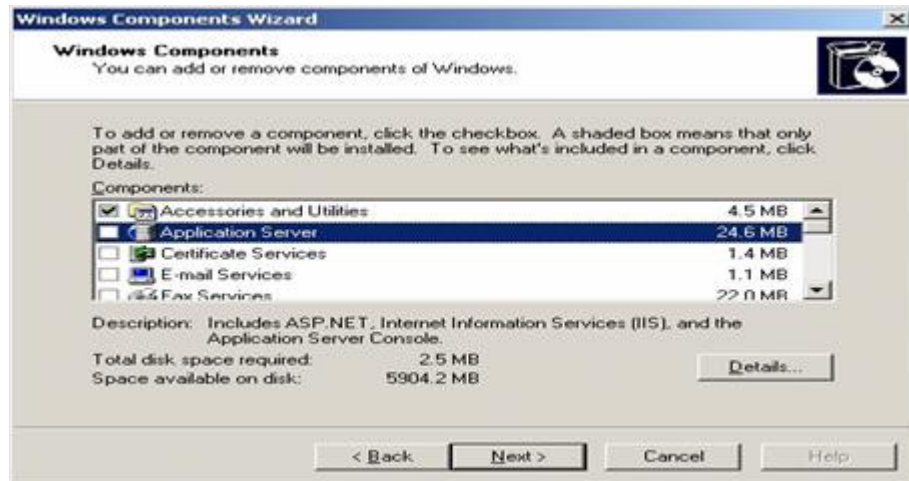 Windows Components Wizard
Windows Components
You can add or remove components of Windows.
To add or remove a component, click the checkbox. A shaded box means that only
part of the component will be installed. To see what's included in a component, click
Details.
Components:
Accessories and Utilities 4.5 MB
Application Server 24.6 MB
Certificate Services 1.4 MB
E-mail Services 1.1 MB
Fax Services 22.0 MB
Description: Includes ASP.NET, Internet Information Services (IIS), and the
Application Server Console.
Total disk space required: 2.5 MB
Space available on disk: 5904.2 MB
Details...
< Back Next > Cancel Help